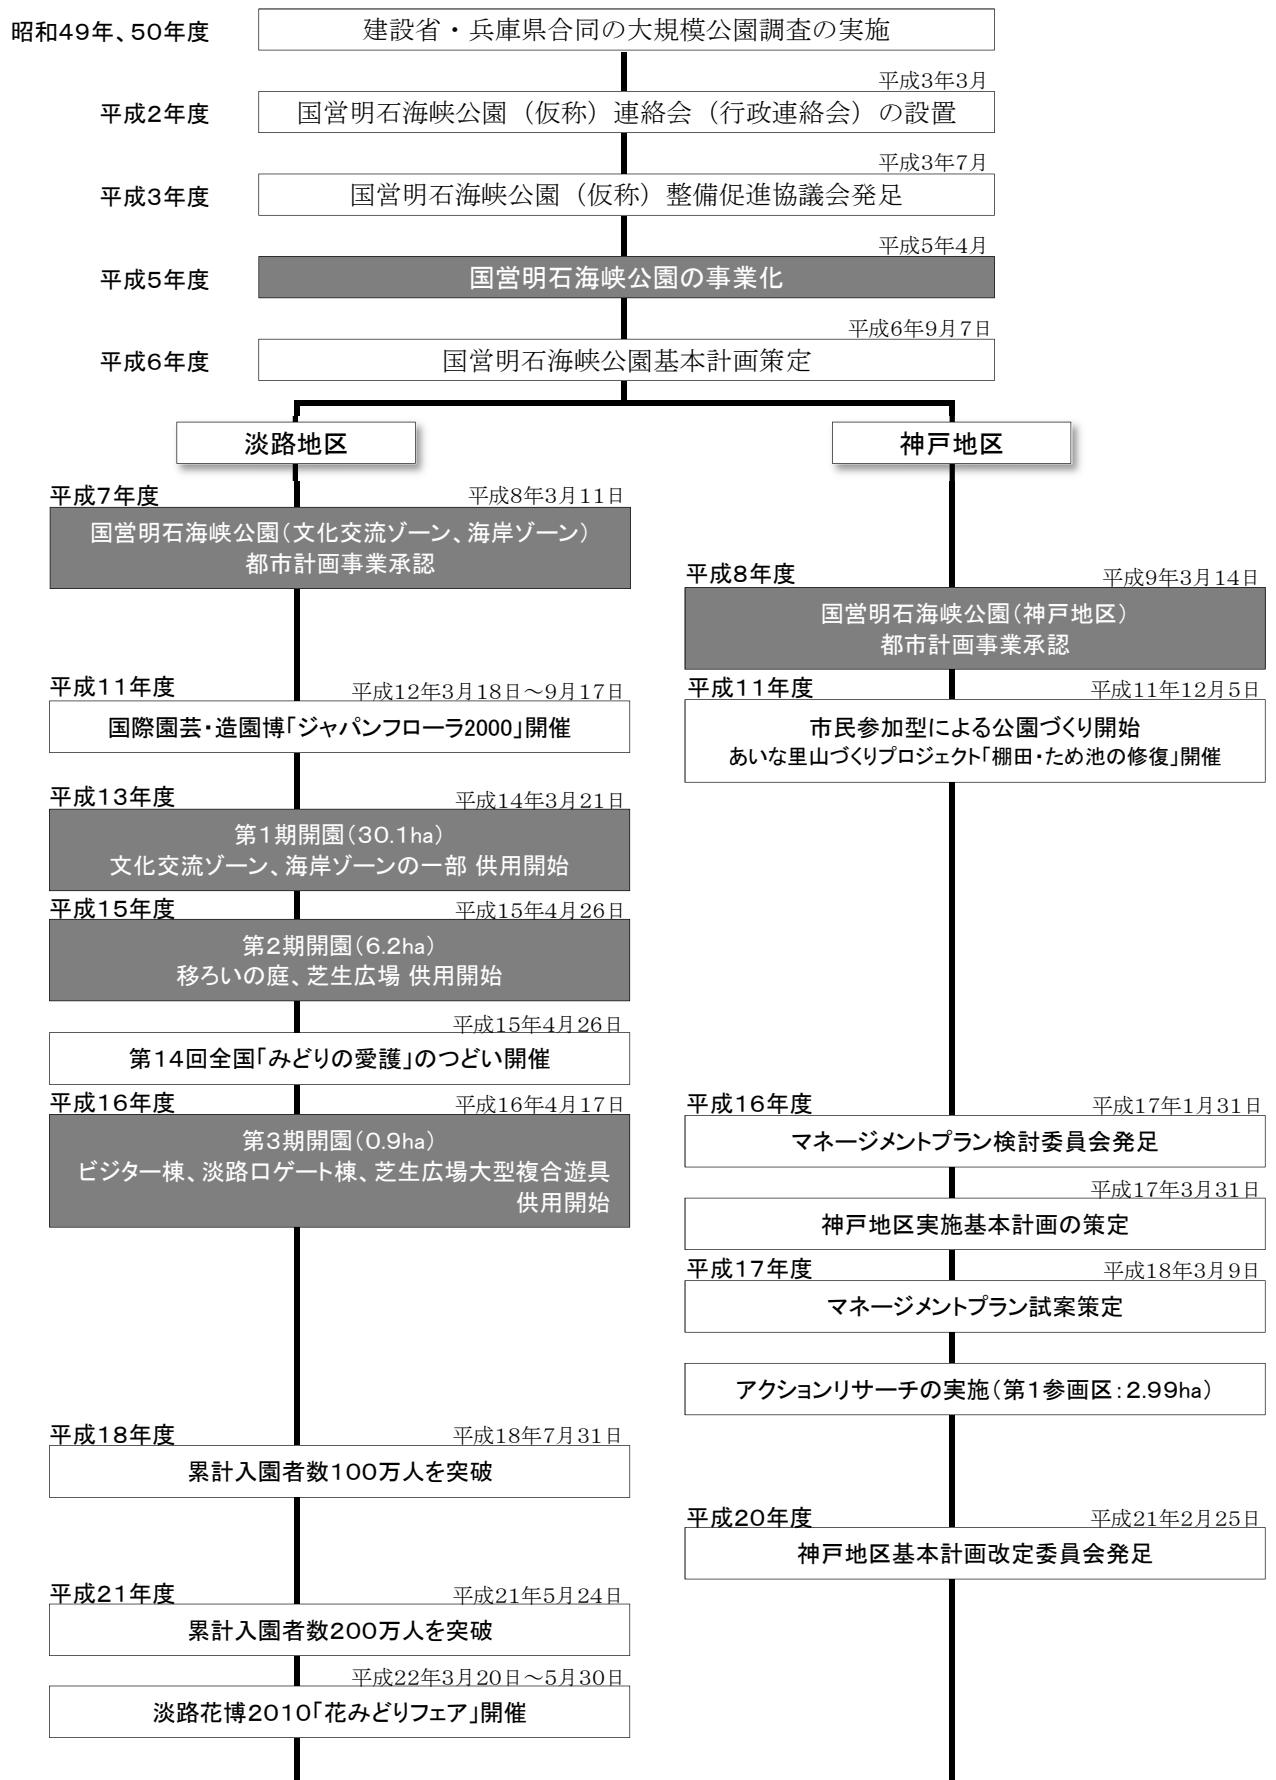 昭和49年、50年度
建設省・兵庫県合同の大規模公園調査の実施
平成3年3月
平成2年度
国営明石海峡公園（仮称）連絡会（行政連絡会）の設置
平成3年7月
平成3年度
国営明石海峡公園（仮称）整備促進協議会発足
平成5年4月
平成5年度
国営明石海峡公園の事業化
平成6年9月7日
平成6年度
国営明石海峡公園基本計画策定
淡路地区
平成7年度
平成8年3月11日
国営明石海峡公園（文化交流ゾーン、海岸ゾーン）
都市計画事業承認
平成11年度
平成12年3月18日～9月17日
国際園芸・造園博「ジャパンフローラ2000」開催
平成13年度
平成14年3月21日
第1期開園（30.1ha）
文化交流ゾーン、海岸ゾーンの一部 供用開始
平成15年度
平成15年4月26日
第2期開園（6.2ha）
移ろいの庭、芝生広場 供用開始
平成15年4月26日
第14回全国「みどりの愛護」のつどい開催
平成16年度
平成16年4月17日
第3期開園（0.9ha）
ビジター棟、淡路口ゲート棟、芝生広場大型複合遊具
供用開始
平成18年度
平成18年7月31日
累計入園者数100万人を突破
平成21年度
平成21年5月24日
累計入園者数200万人を突破
平成22年3月20日～5月30日
淡路花博2010「花みどりフェア」開催
神戸地区
平成8年度
平成9年3月14日
国営明石海峡公園（神戸地区）
都市計画事業承認
平成11年度
平成11年12月5日
市民参加型による公園づくり開始
あいな里山づくりプロジェクト「棚田・ため池の修復」開催
平成16年度
平成17年1月31日
マネージメントプラン検討委員会発足
平成17年3月31日
神戸地区実施基本計画の策定
平成17年度
平成18年3月9日
マネージメントプラン試案策定
アクションリサーチの実施（第1参画区：2.99ha）
平成20年度
平成21年2月25日
神戸地区基本計画改定委員会発足